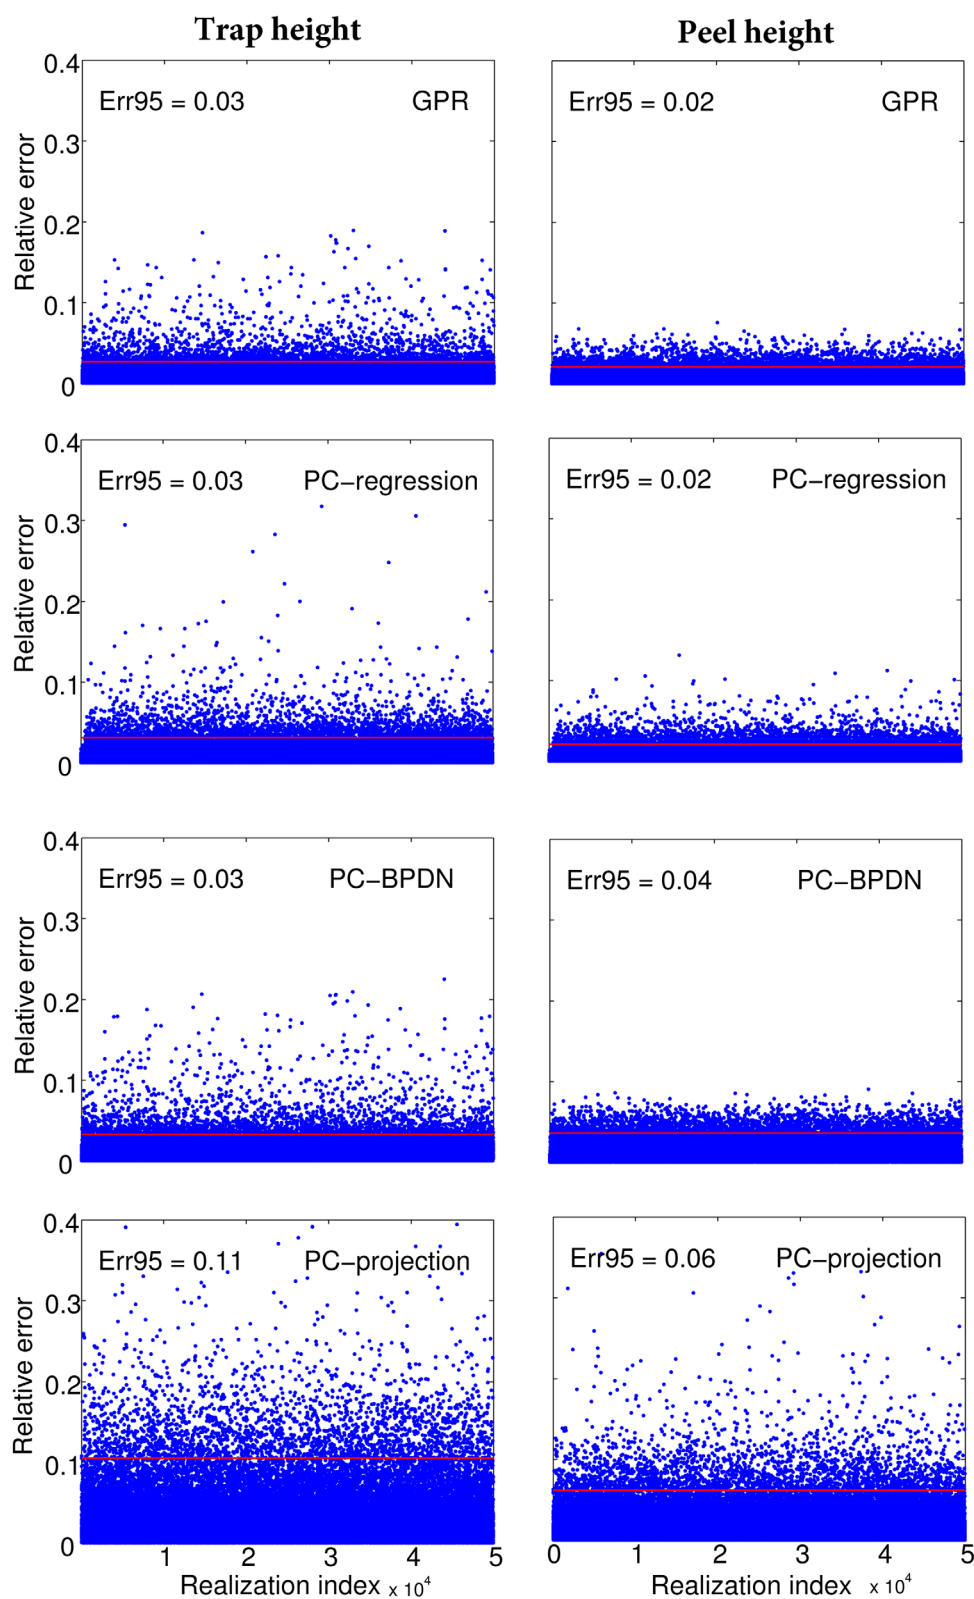 Trap height
Peel height
0.4
0.3
0.2
0.1
0
Relative error
Err95 = 0.03
GPR
Err95 = 0.02
GPR
0.4
0.3
0.2
0.1
0
Relative error
Err95 = 0.03
PC−regression
Err95 = 0.02
PC−regression
0.4
0.3
0.2
0.1
0
Relative error
Err95 = 0.03
PC−BPDN
Err95 = 0.04
PC−BPDN
0.4
0.3
0.2
0.1
0
Relative error
Err95 = 0.11
PC−projection
Err95 = 0.06
PC−projection
1 2 3 4 5
Realization index x 10^4
0 1 2 3 4 5
Realization index x 10^4